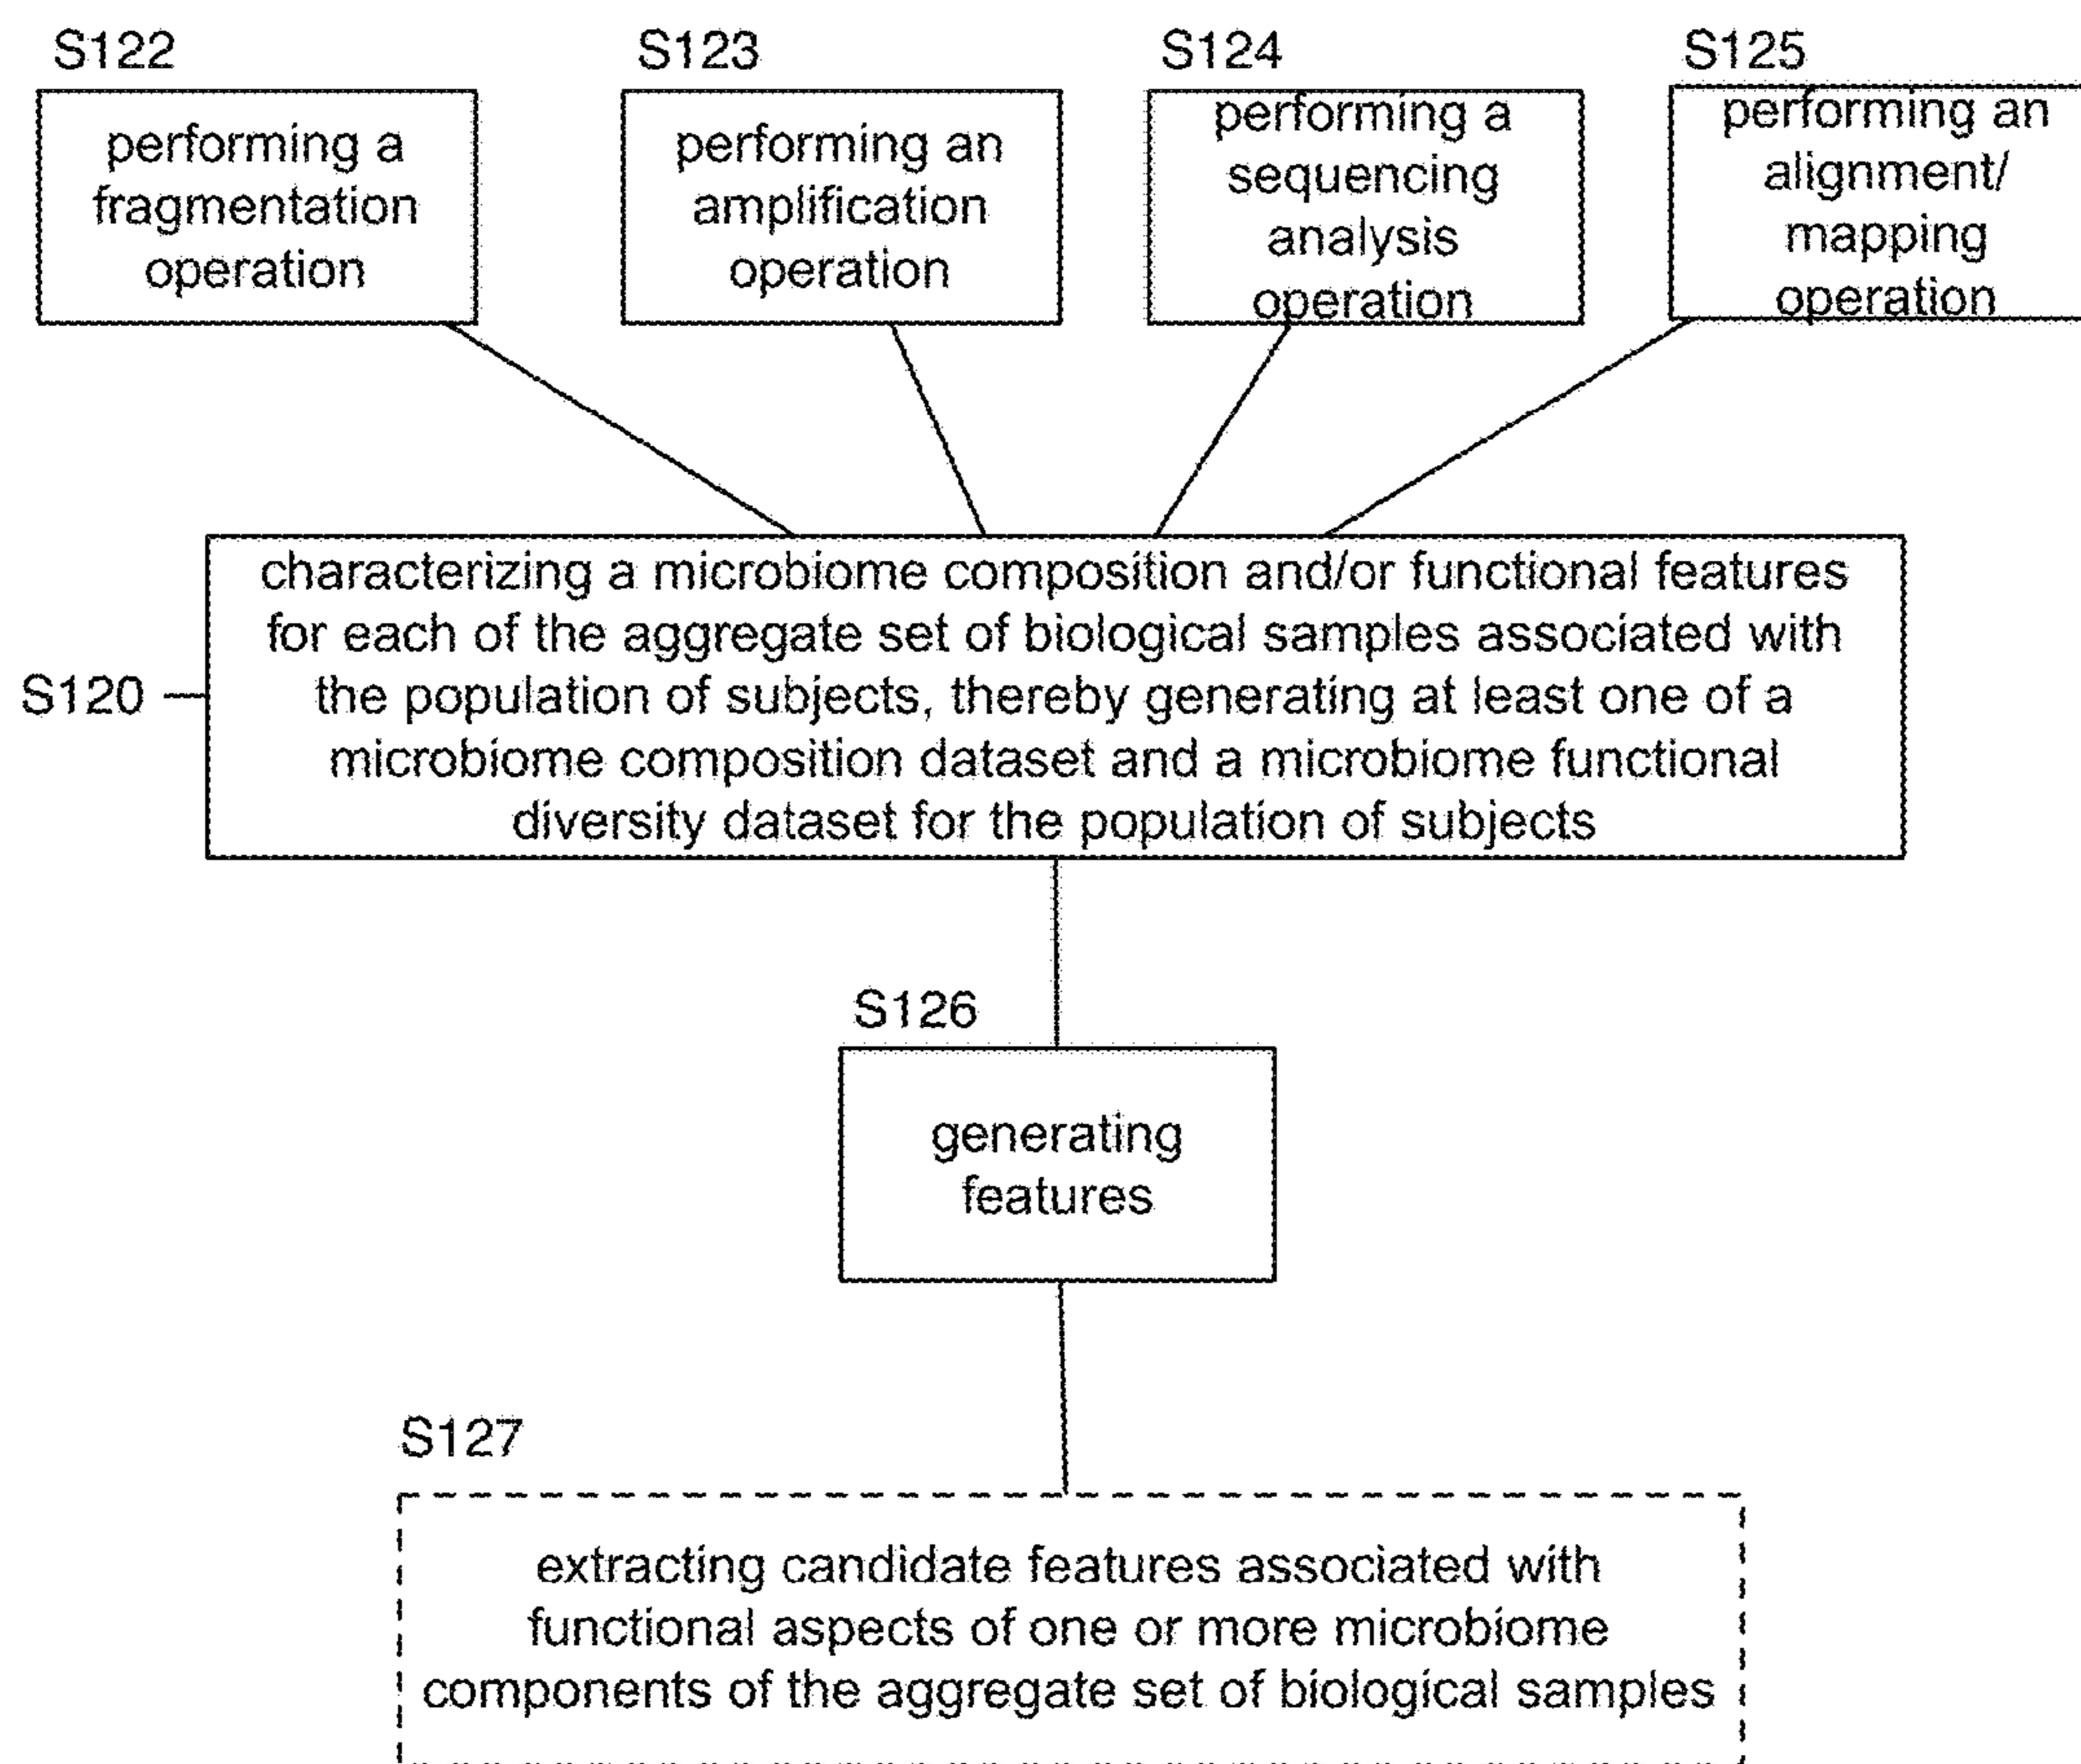 S122
performing a
fragmentation
operation
S123
performing an
amplification
operation
S124
performing a
sequencing
analysis
operation
S125
performing an
alignment/
mapping
operation
S120
characterizing a microbiome composition and/or functional features
for each of the aggregate set of biological samples associated with
the population of subjects, thereby generating at least one of a
microbiome composition dataset and a microbiome functional
diversity dataset for the population of subjects
S126
generating
features
S127
extracting candidate features associated with
functional aspects of one or more microbiome
components of the aggregate set of biological samples